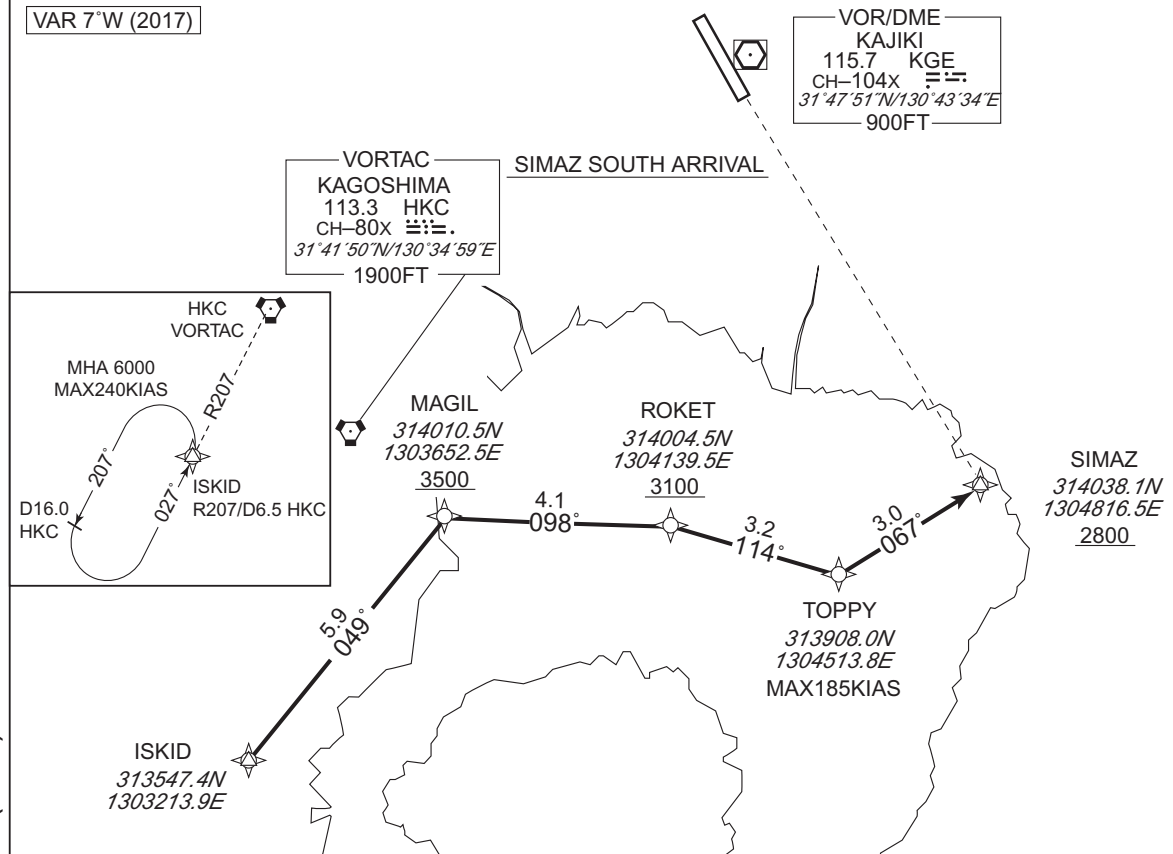 VAR 7°W (2017)
VOR/DME
KAJIKI
115.7 KGE
CH–104X
31°47´51˝N/130°43´34˝E
900FT
SIMAZ SOUTH ARRIVAL
VORTAC
KAGOSHIMA
113.3 HKC
CH–80X
31°41´50˝N/130°34´59˝E
1900FT
HKC
VORTAC
MHA 6000
MAX240KIAS
R207
207°
027°
D16.0
HKC
ISKID
R207/D6.5 HKC
MAGIL
314010.5N
1303652.5E
3500
ROKET
314004.5N
1304139.5E
3100
SIMAZ
314038.1N
1304816.5E
2800
4.1
098°
3.2
114°
3.0
067°
TOPPY
313908.0N
1304513.8E
MAX185KIAS
5.9
049°
ISKID
313547.4N
1303213.9E